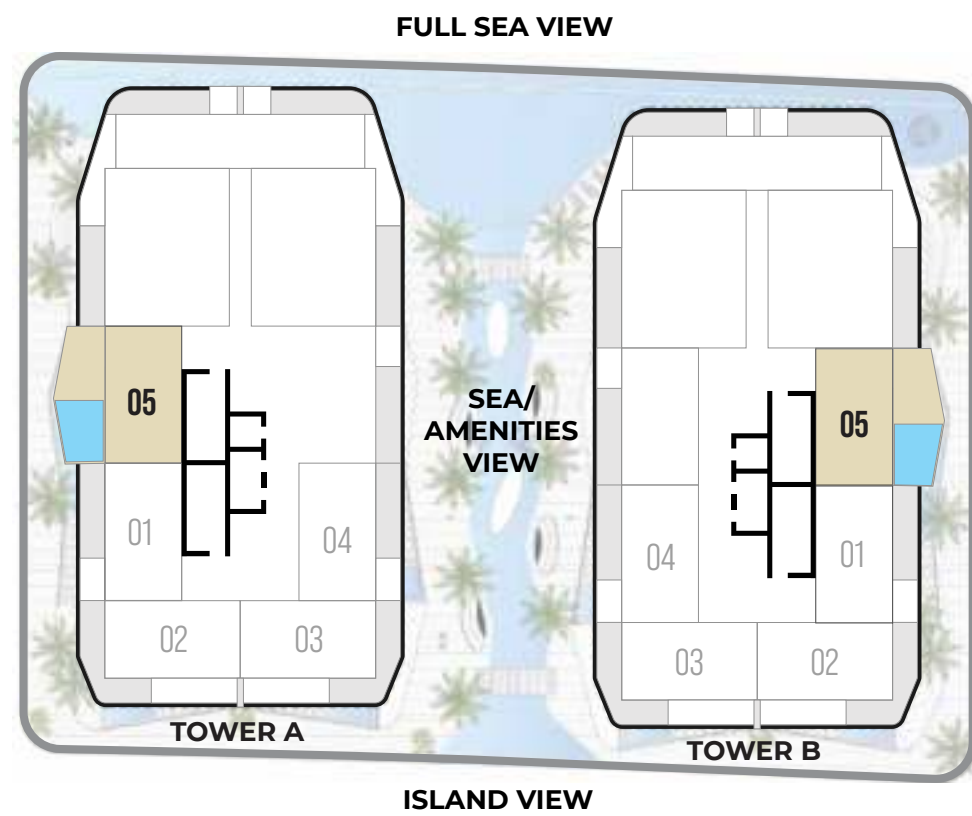 FULL SEA VIEW
05
01
04
02
03
TOWER A
SEA/
AMENITIES
VIEW
05
04
01
03
02
TOWER B
ISLAND VIEW